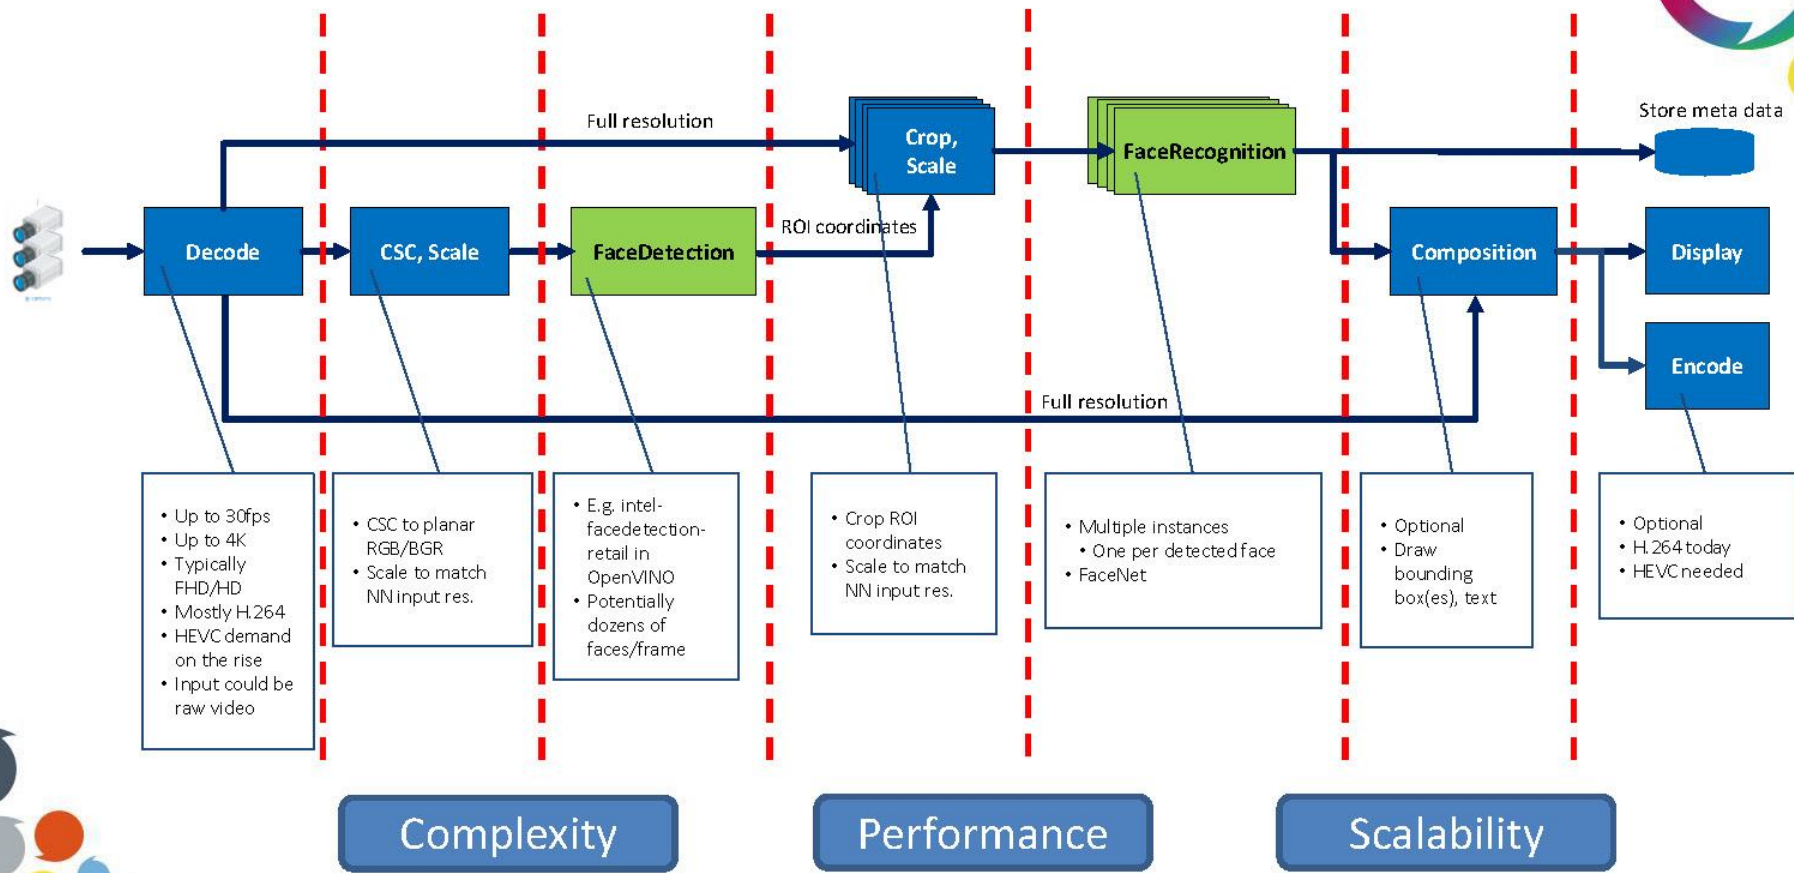 Store meta data
Full resolution
Crop,
Scale
FaceRecognition
ROI coordinates
Decode
CSC, Scale
FaceDetection
Composition
Display
Encode
Full resolution
• Up to 30fps
• Up to 4K
• Typically
FHD/HD
• Mostly H.264
• HEVC demand
on the rise
• Input could be
raw video
• CSC to planar
RGB/BGR
• Scale to match
NN input res.
• E.g. intel-
facedetection-
retail in
OpenVINO
• Potentially
dozens of
faces/frame
• Crop ROI
coordinates
• Scale to match
NN input res.
• Multiple instances
• One per detected face
• FaceNet
• Optional
• Draw
bounding
box(es), text
• Optional
• H.264 today
• HEVC needed
Complexity
Performance
Scalability